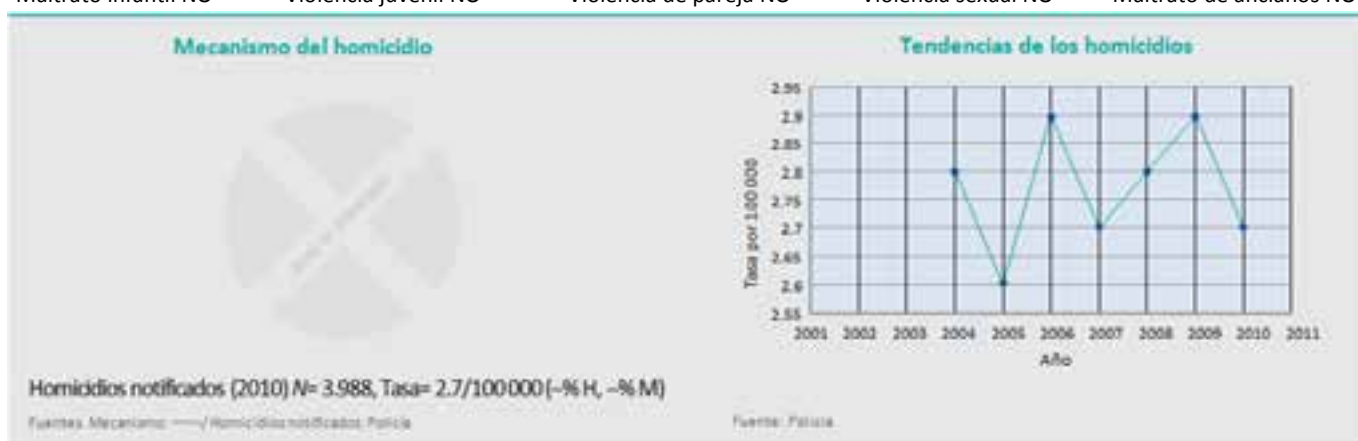 Maltrato infantil NO Violencia juvenil NO Violencia de pareja NO Violencia sexual NO Maltrato de ancianos NO
Mecanismo del homicidio
Homicidios notificados (2010) N= 3.988, Tasa= 2.7/100 000 (–% H, –% M)
Fuentes: Mecanismo: ——/ Homicidios notificados: Policía
Tendencias de los homicidios
Tasa por 100 000
2.95
2.9
2.85
2.8
2.75
2.7
2.65
2.6
2.55
2001 2002 2003 2004 2005 2006 2007 2008 2009 2010 2011
Año
Fuente: Policía